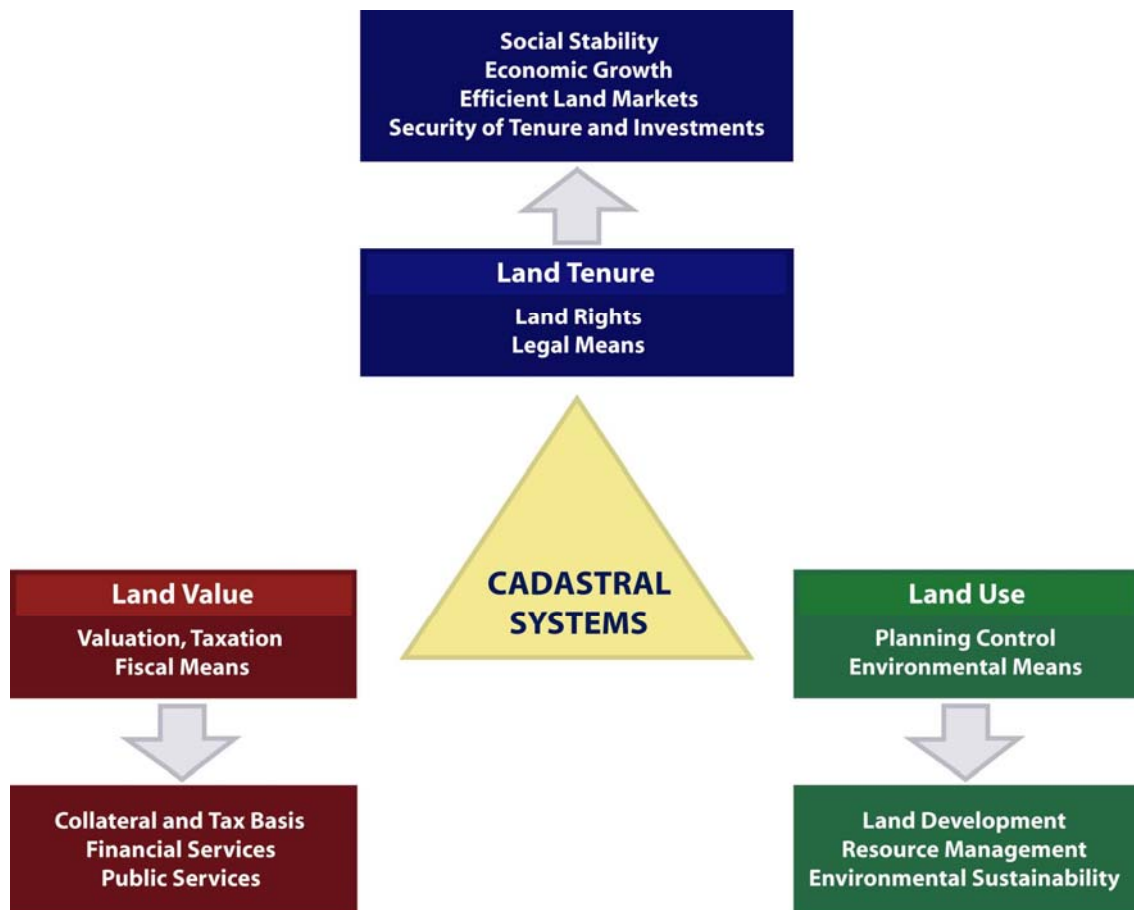 Social Stability
Economic Growth
Efficient Land Markets
Security of Tenure and Investments
Land Tenure
Land Rights
Legal Means
CADASTRAL
SYSTEMS
Land Value
Valuation, Taxation
Fiscal Means
Collateral and Tax Basis
Financial Services
Public Services
Land Use
Planning Control
Environmental Means
Land Development
Resource Management
Environmental Sustainability